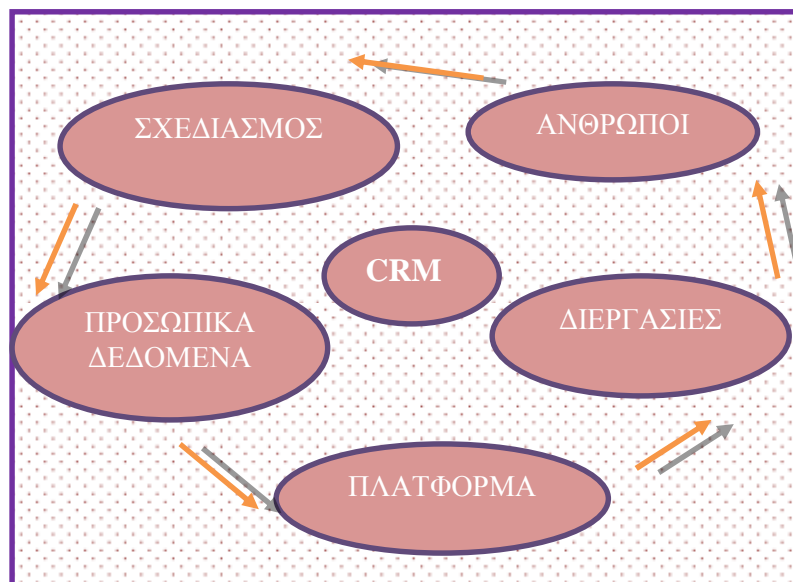 ΣΧΕΔΙΑΣΜΟΣ
ΑΝΘΡΩΠΟΙ
CRM
ΠΡΟΣΩΠΙΚΑ
ΔΕΔΟΜΕΝΑ
ΔΙΕΡΓΑΣΙΕΣ
ΠΛΑΤΦΟΡΜΑ